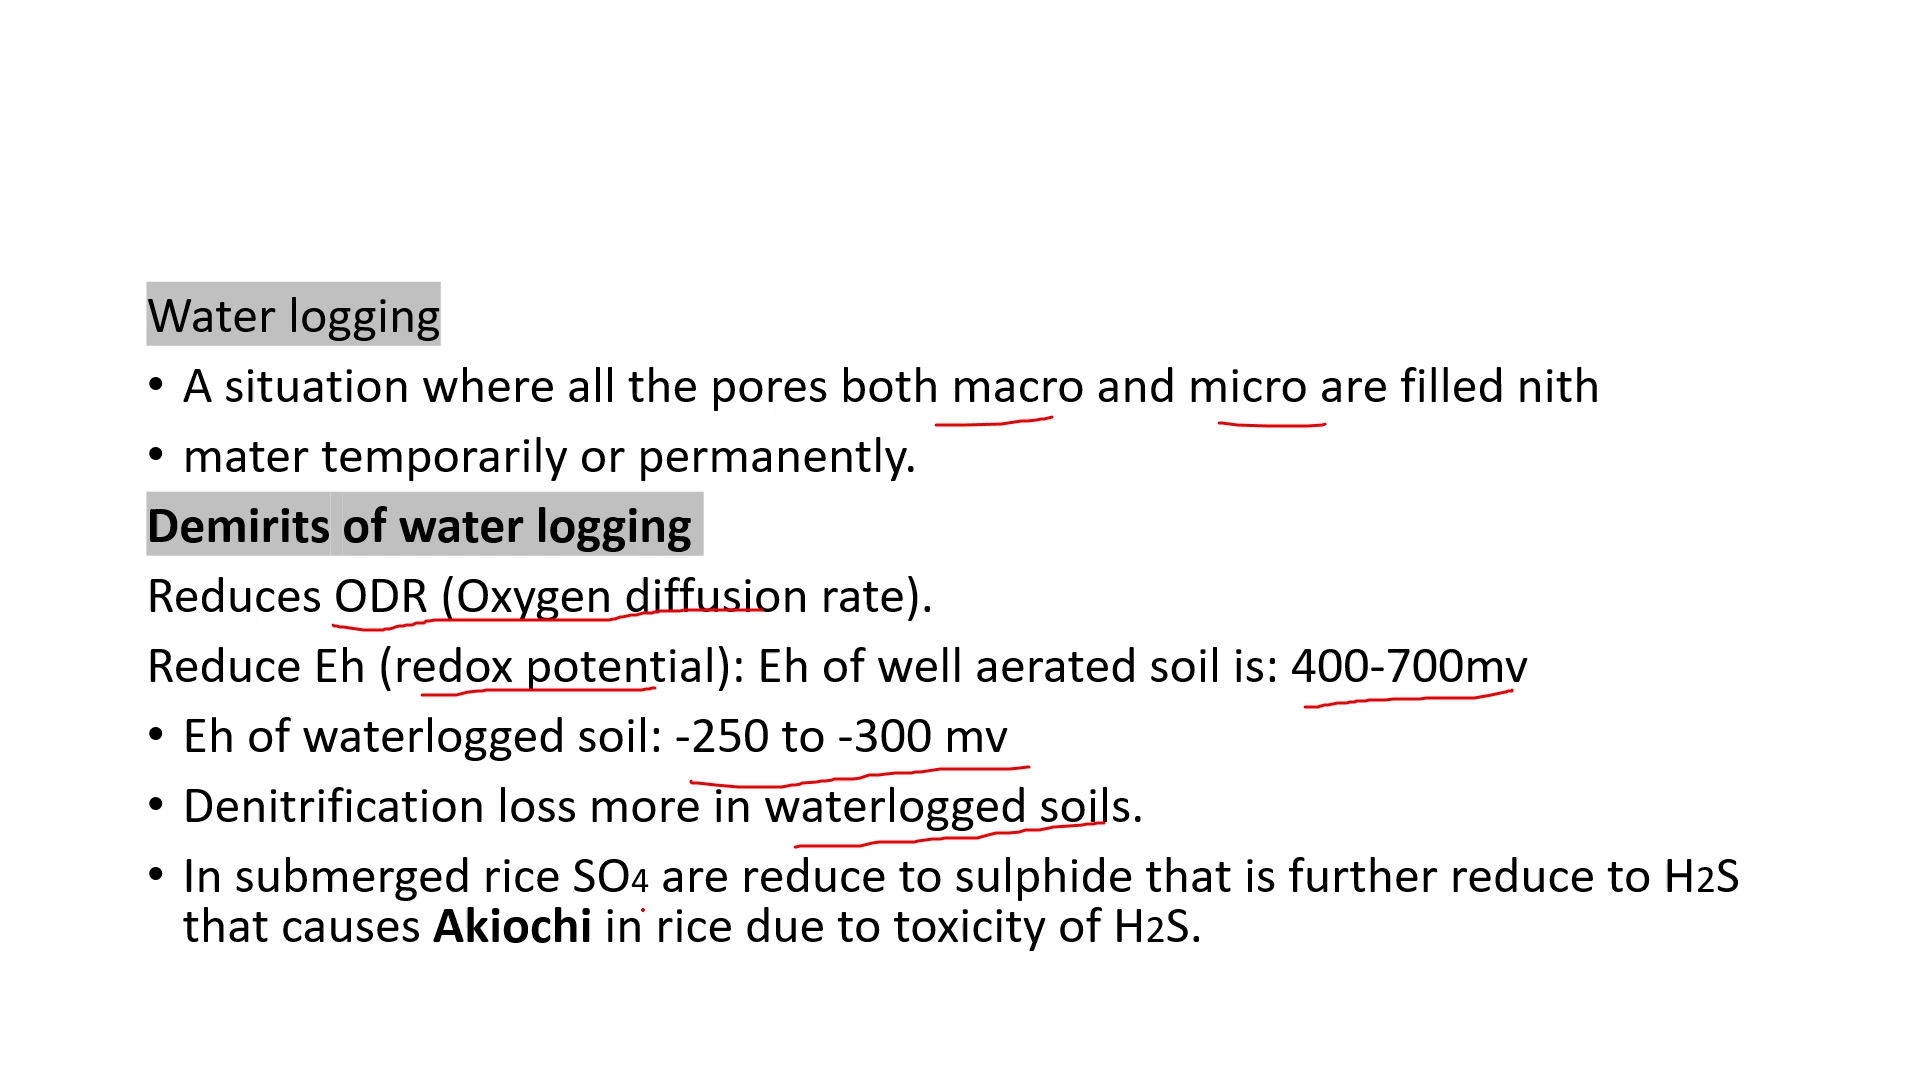 Water logging
• A situation where all the pores both macro and micro are filled nith
• mater temporarily or permanently.
Demirits of water logging
Reduces ODR (Oxygen diffusion rate).
Reduce Eh (redox potential): Eh of well aerated soil is: 400-700mv
• Eh of waterlogged soil: -250 to -300 mv
• Denitrification loss more in waterlogged soils.
• In submerged rice SO4 are reduce to sulphide that is further reduce to H2S
that causes Akiochi in rice due to toxicity of H2S.